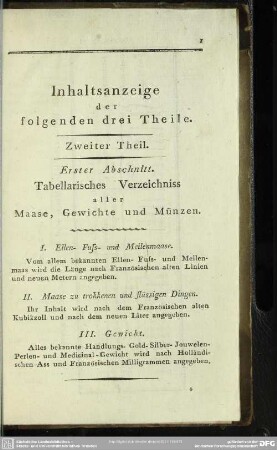 1
Inhaltsanzeige
der
folgenden drei Theile.
Zweiter Theil.
Erster Abschnitt.
Tabellarisches Verzeichniss
aller
Maase, Gewichte und Münzen.
I. Ellen- Fuss- und Meilenmaase.
Von allem bekannten Ellen- Fuss- und Meilen-
maas wird die Länge nach Französischen alten Linien
und neuen Metern angegeben.
II. Maase zu trokkenen und flüssigen Dingen.
Ihr Inhalt wird nach dem Französischen alten
Kubikzoll und nach dem neuen Liter angegeben.
III. Gewicht.
Alles bekannte Handlungs- Gold- Silber- Jouwelen-
Perlen- und Medizinal-Gewicht wird nach Holländi-
schen Ass und Französischen Milligrammen angegeben.